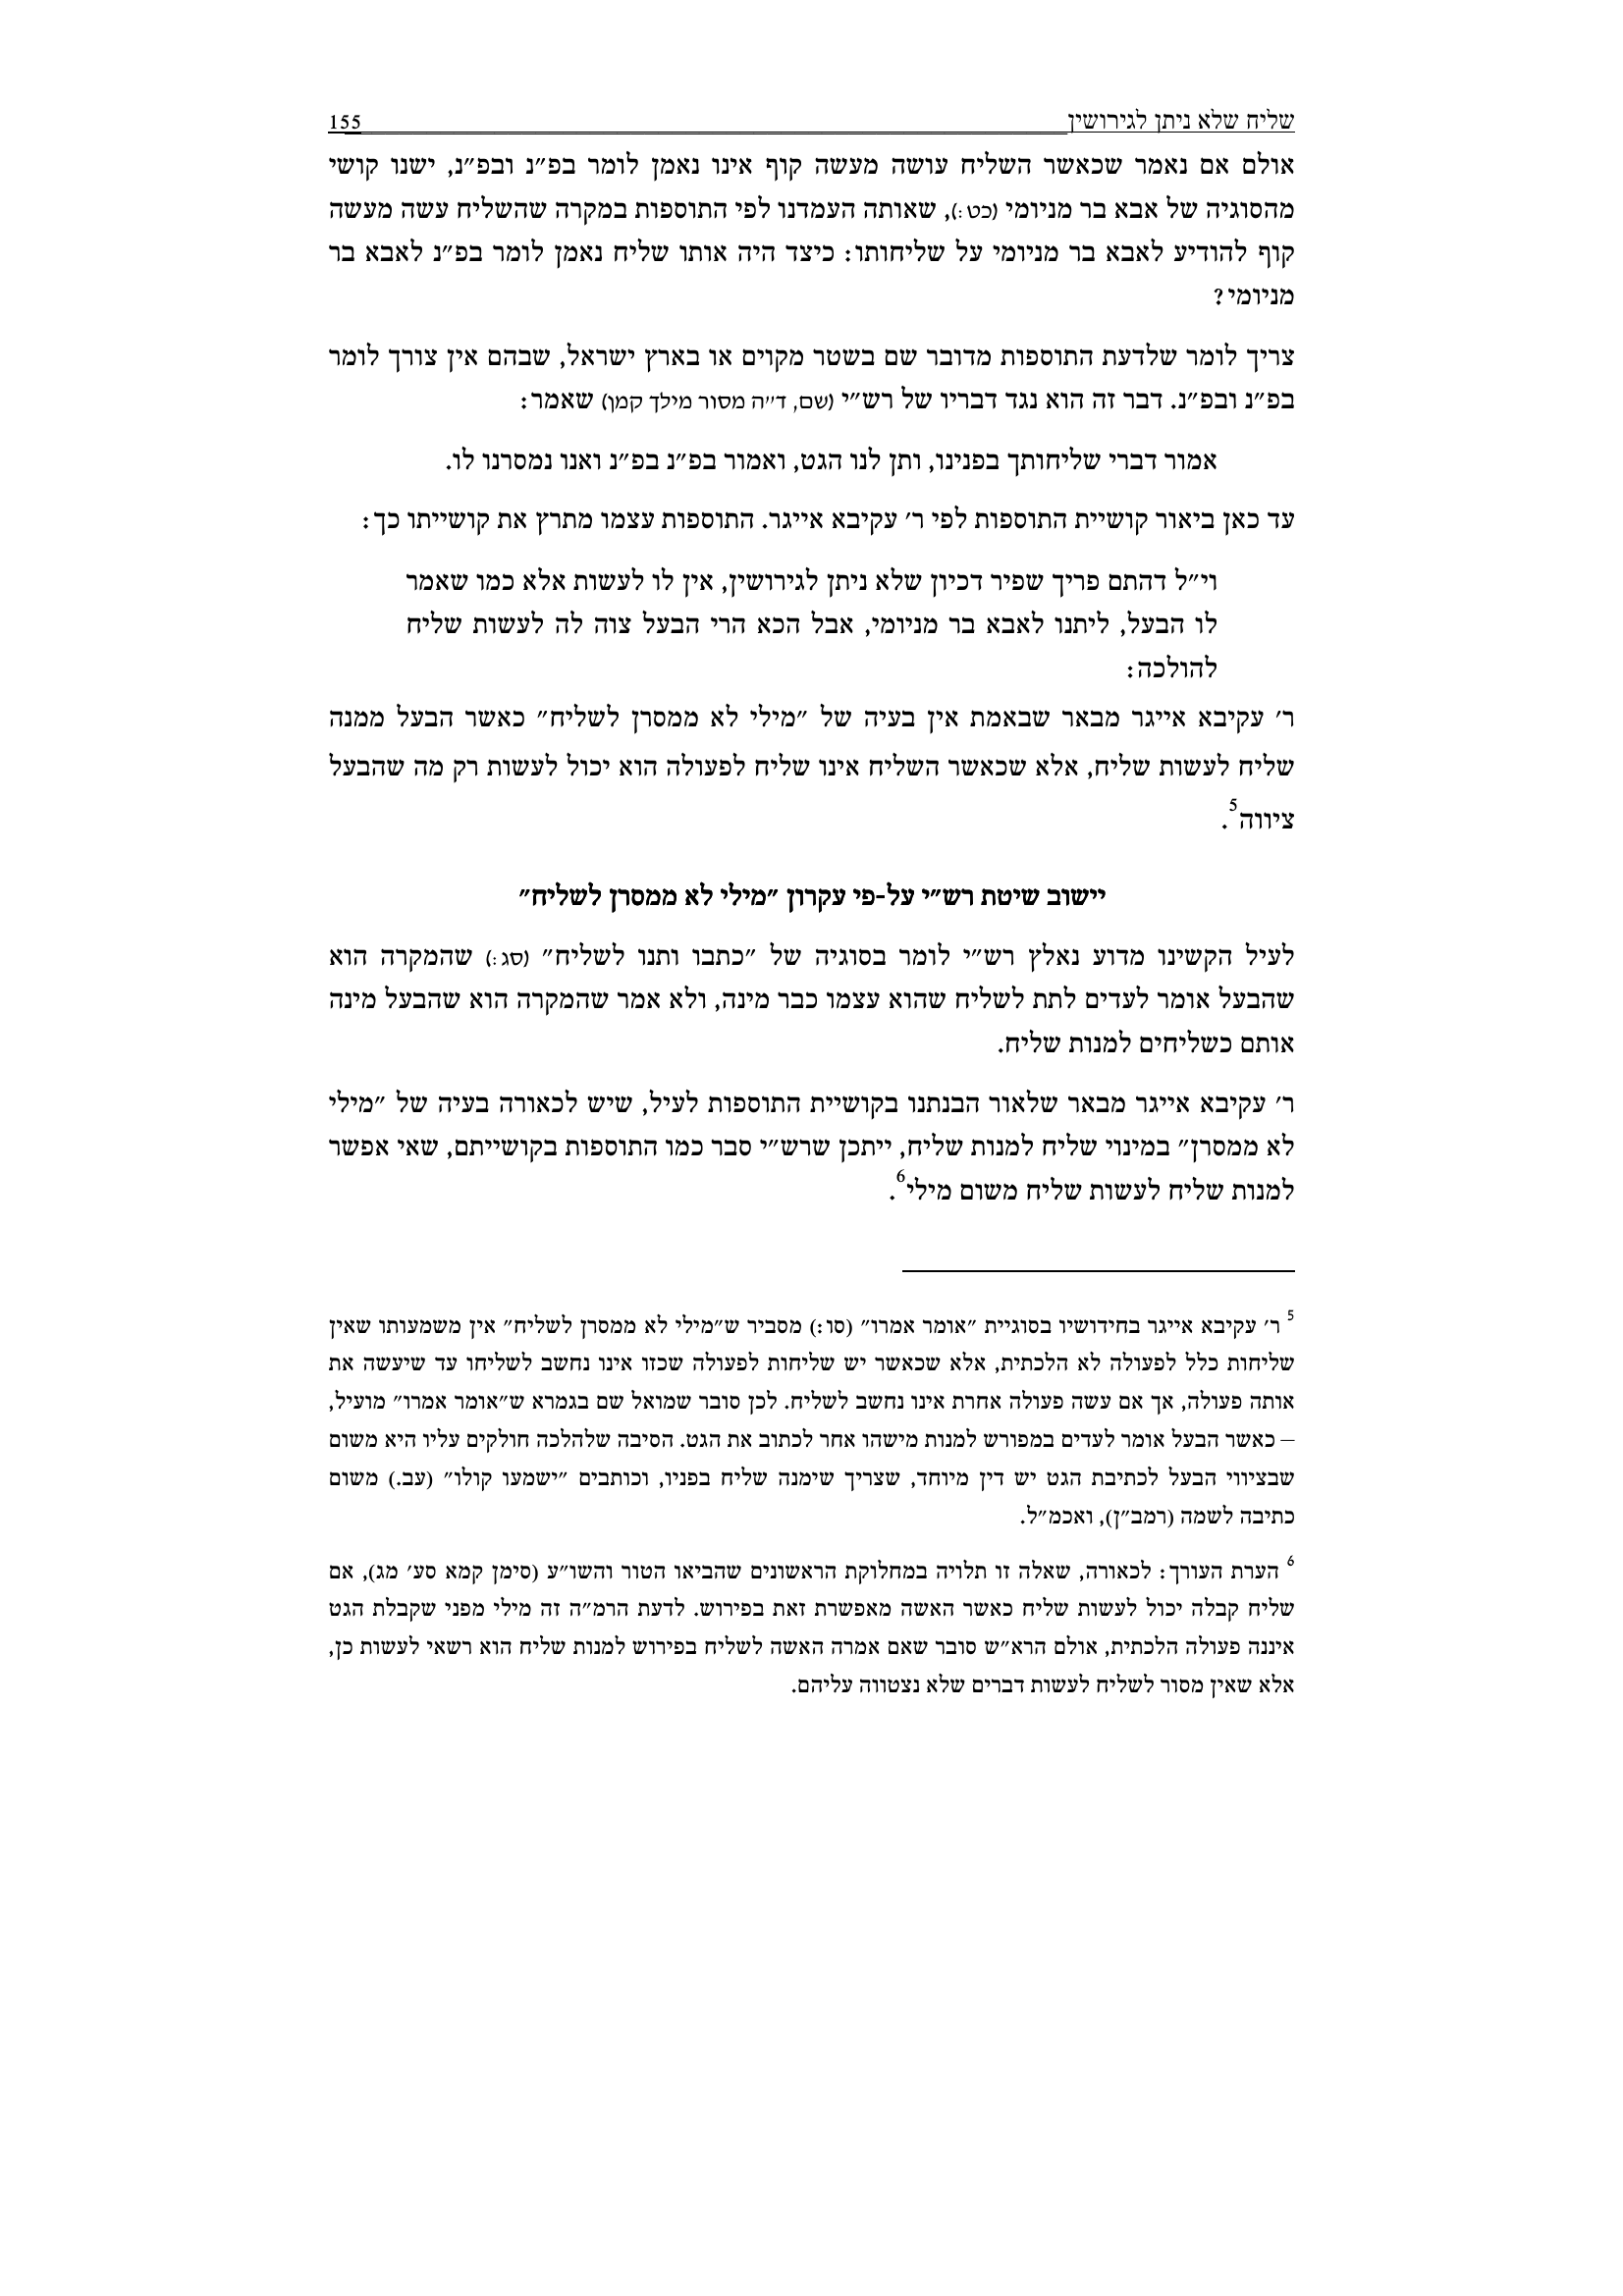 שליח שלא ניתן לגירושין 155
אולם אם נאמר שכאשר השליח עושה מעשה קוף אינו נאמן לומר בפ״נ ובפ״נ, ישנו קושי
מהסוגיה של אבא בר מניומי (כט:), שאותה העמדנו לפי התוספות במקרה שהשליח עשה מעשה
קוף להודיע לאבא בר מניומי על שליחותו: כיצד היה אותו שליח נאמן לומר בפ״נ לאבא בר
מניומי?
צריך לומר שלדעת התוספות מדובר שם בשטר מקוים או בארץ ישראל, שבהם אין צורך לומר
בפ״נ ובפ״נ. דבר זה הוא נגד דבריו של רש״י (שם, ד״ה מסור מילך קמן) שאמר:
אמור דברי שליחותך בפנינו, ותן לנו הגט, ואמור בפ״נ בפ״נ ואנו נמסרנו לו.
עד כאן ביאור קושיית התוספות לפי ר׳ עקיבא אייגר. התוספות עצמו מתרץ את קושייתו כך:
וי״ל דהתם פריך שפיר דכיון שלא ניתן לגירושין, אין לו לעשות אלא כמו שאמר
לו הבעל, ליתנו לאבא בר מניומי, אבל הכא הרי הבעל צוה לה לעשות שליח
להולכה:
ר׳ עקיבא אייגר מבאר שבאמת אין בעיה של ״מילי לא ממסרן לשליח״ כאשר הבעל ממנה
שליח לעשות שליח, אלא שכאשר השליח אינו שליח לפעולה הוא יכול לעשות רק מה שהבעל
ציווה5.
יישוב שיטת רש״י על-פי עקרון ״מילי לא ממסרן לשליח״
לעיל הקשינו מדוע נאלץ רש״י לומר בסוגיה של ״כתבו ותנו לשליח״ (סג:) שהמקרה הוא
שהבעל אומר לעדים לתת לשליח שהוא עצמו כבר מינה, ולא אמר שהמקרה הוא שהבעל מינה
אותם כשליחים למנות שליח.
ר׳ עקיבא אייגר מבאר שלאור הבנתנו בקושיית התוספות לעיל, שיש לכאורה בעיה של ״מילי
לא ממסרן״ במינוי שליח למנות שליח, ייתכן שרש״י סבר כמו התוספות בקושייתם, שאי אפשר
למנות שליח לעשות שליח משום מילי6.
5 ר׳ עקיבא אייגר בחידושיו בסוגיית ״אומר אמרו״ (סו:) מסביר ש״מילי לא ממסרן לשליח״ אין משמעותו שאין
שליחות כלל לפעולה לא הלכתית, אלא שכאשר יש שליחות לפעולה שכזו אינו נחשב לשליחו עד שיעשה את
אותה פעולה, אך אם עשה פעולה אחרת אינו נחשב לשליח. לכן סובר שמואל שם בגמרא ש״אומר אמרו״ מועיל,
– כאשר הבעל אומר לעדים במפורש למנות מישהו אחר לכתוב את הגט. הסיבה שלהלכה חולקים עליו היא משום
שבציווי הבעל לכתיבת הגט יש דין מיוחד, שצריך שימנה שליח בפניו, וכותבים ״ישמעו קולו״ (עב.) משום
כתיבה לשמה (רמב״ן), ואכמ״ל.
6 הערת העורך: לכאורה, שאלה זו תלויה במחלוקת הראשונים שהביאו הטור והשו״ע (סימן קמא סע׳ מג), אם
שליח קבלה יכול לעשות שליח כאשר האשה מאפשרת זאת בפירוש. לדעת הרמ״ה זה מילי מפני שקבלת הגט
איננה פעולה הלכתית, אולם הרא״ש סובר שאם אמרה האשה לשליח בפירוש למנות שליח הוא רשאי לעשות כן,
אלא שאין מסור לשליח לעשות דברים שלא נצטווה עליהם.